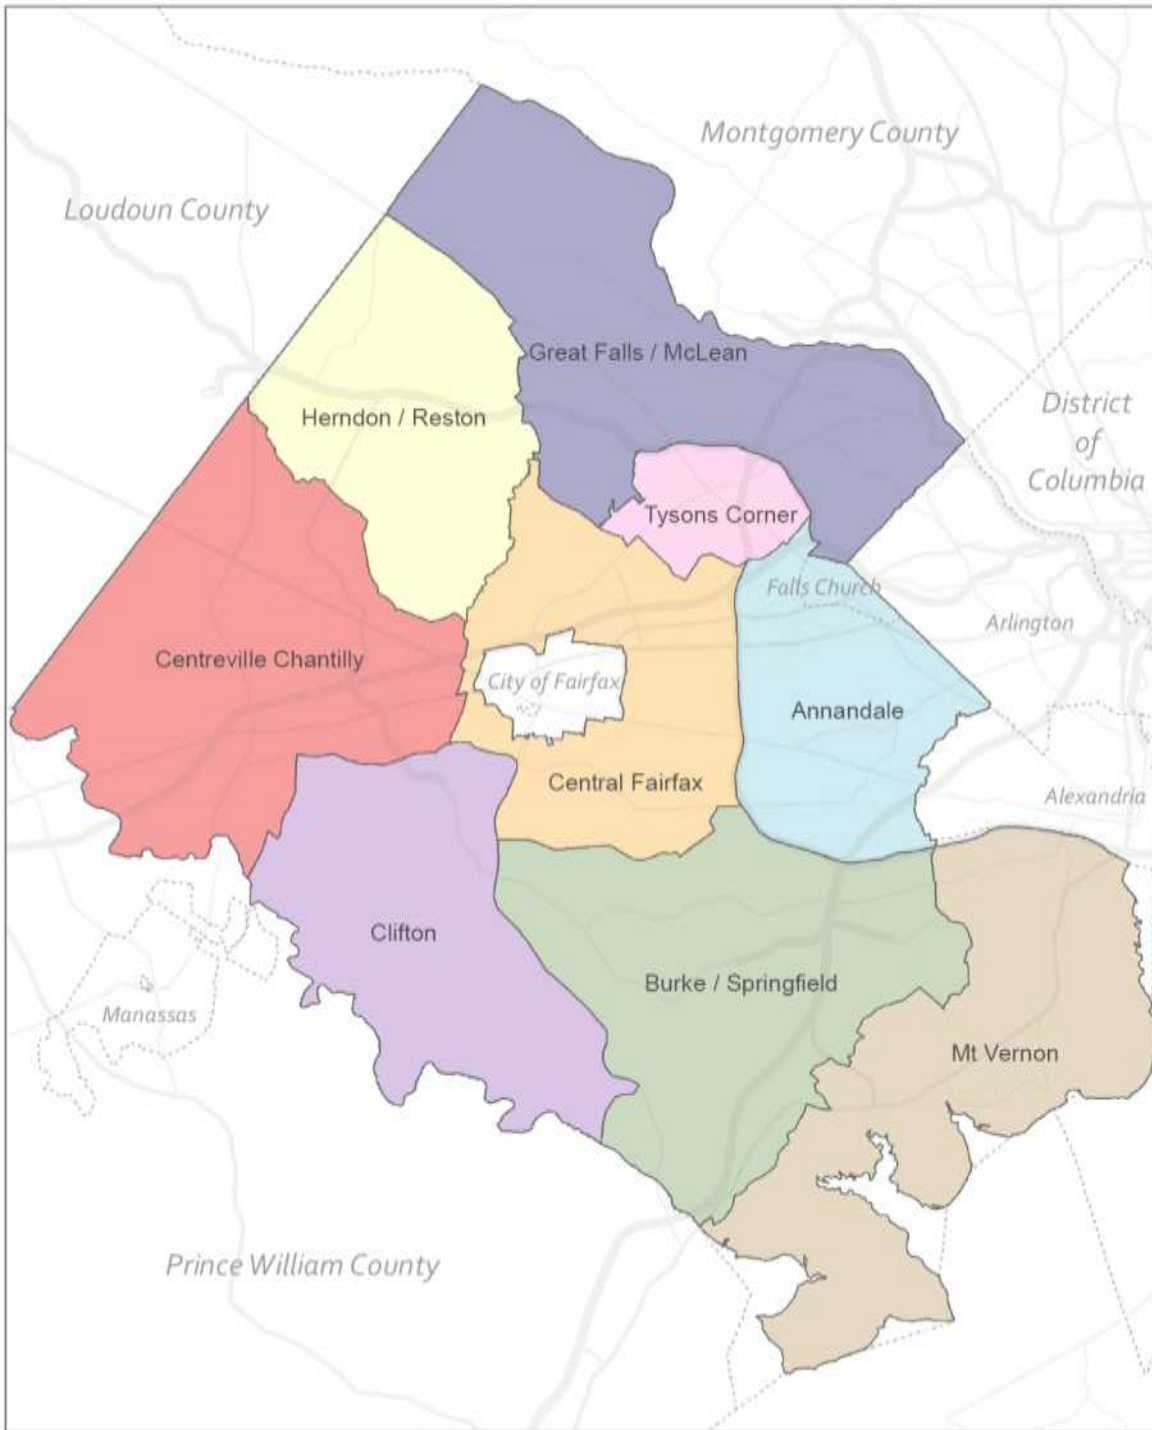 Montgomery County
Loudoun County
Great Falls / McLean
District
of
Columbia
Herndon / Reston
Tysons Corner
Falls Church
Arlington
Centreville Chantilly
City of Fairfax
Annandale
Central Fairfax
Alexandria
Clifton
Burke / Springfield
Manassas
Mt Vernon
Prince William County